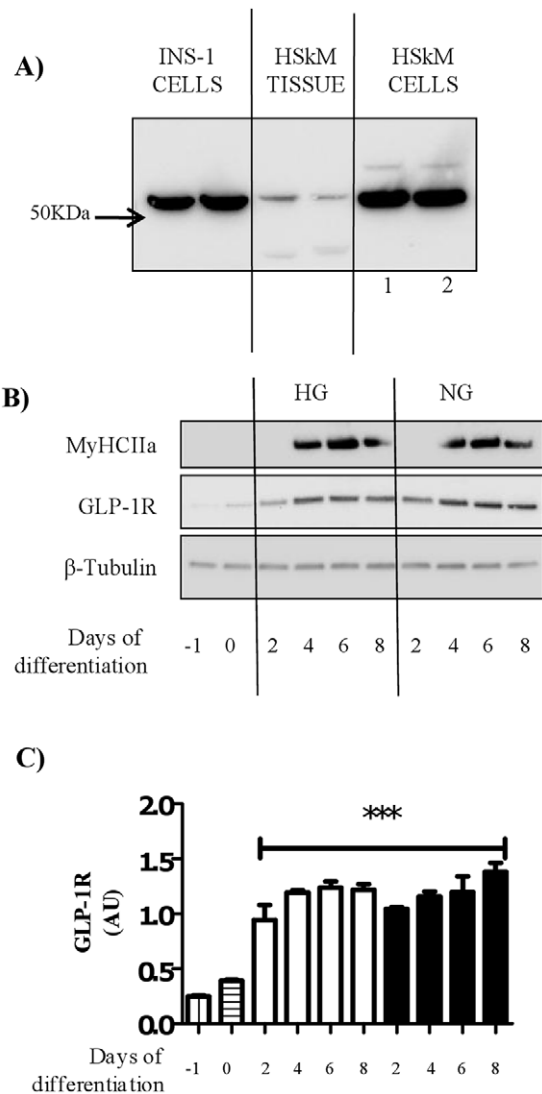 A)
INS-1 CELLS
HSkM TISSUE
HSkM CELLS
50KDa
1 2
B)
HG NG
MyHCIIa
GLP-1R
β-Tubulin
Days of differentiation
-1 0 2 4 6 8 2 4 6 8
C)
***
GLP-1R (AU)
2.0
1.5
1.0
0.5
0.0
Days of differentiation
-1 0 2 4 6 8 2 4 6 8